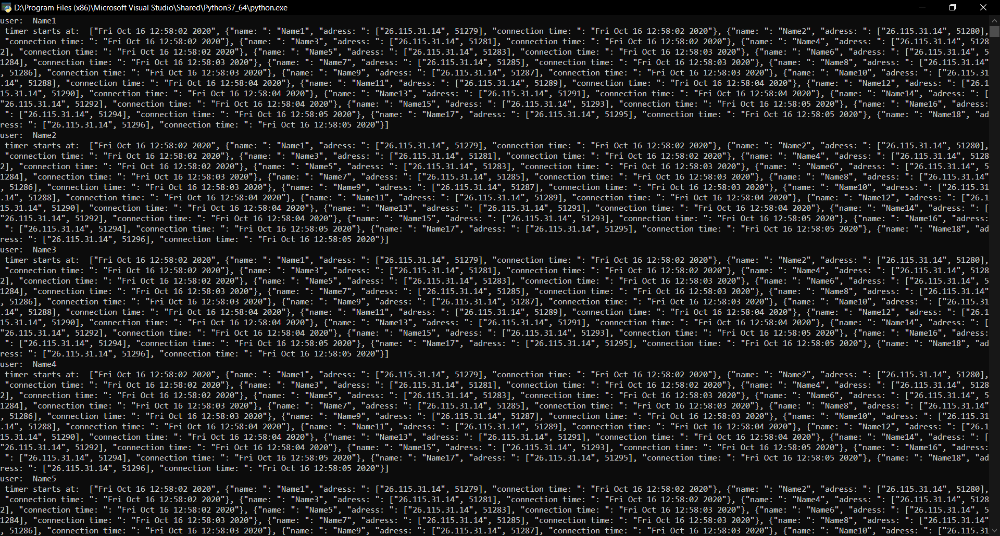 D:\Program Files (x86)\Microsoft Visual Studio\Shared\Python37_64\python.exe
user:  Name1
 timer starts at:  ["Fri Oct 16 12:58:02 2020", {"name: ": "Name1", "adress: ": ["26.115.31.14", 51279], "connection time: ": "Fri Oct 16 12:58:02 2020"}, {"name: ": "Name2", "adress: ": ["26.115.31.14", 51280],
 "connection time: ": "Fri Oct 16 12:58:02 2020"}, {"name: ": "Name3", "adress: ": ["26.115.31.14", 51281], "connection time: ": "Fri Oct 16 12:58:02 2020"}, {"name: ": "Name4", "adress: ": ["26.115.31.14", 5128
2], "connection time: ": "Fri Oct 16 12:58:02 2020"}, {"name: ": "Name5", "adress: ": ["26.115.31.14", 51283], "connection time: ": "Fri Oct 16 12:58:03 2020"}, {"name: ": "Name6", "adress: ": ["26.115.31.14", 5
1284], "connection time: ": "Fri Oct 16 12:58:03 2020"}, {"name: ": "Name7", "adress: ": ["26.115.31.14", 51285], "connection time: ": "Fri Oct 16 12:58:03 2020"}, {"name: ": "Name8", "adress: ": ["26.115.31.14"
, 51286], "connection time: ": "Fri Oct 16 12:58:03 2020"}, {"name: ": "Name9", "adress: ": ["26.115.31.14", 51287], "connection time: ": "Fri Oct 16 12:58:03 2020"}, {"name: ": "Name10", "adress: ": ["26.115.31
.14", 51288], "connection time: ": "Fri Oct 16 12:58:04 2020"}, {"name: ": "Name11", "adress: ": ["26.115.31.14", 51289], "connection time: ": "Fri Oct 16 12:58:04 2020"}, {"name: ": "Name12", "adress: ": ["26.1
15.31.14", 51290], "connection time: ": "Fri Oct 16 12:58:04 2020"}, {"name: ": "Name13", "adress: ": ["26.115.31.14", 51291], "connection time: ": "Fri Oct 16 12:58:04 2020"}, {"name: ": "Name14", "adress: ": [
"26.115.31.14", 51292], "connection time: ": "Fri Oct 16 12:58:04 2020"}, {"name: ": "Name15", "adress: ": ["26.115.31.14", 51293], "connection time: ": "Fri Oct 16 12:58:05 2020"}, {"name: ": "Name16", "adress:
 ": ["26.115.31.14", 51294], "connection time: ": "Fri Oct 16 12:58:05 2020"}, {"name: ": "Name17", "adress: ": ["26.115.31.14", 51295], "connection time: ": "Fri Oct 16 12:58:05 2020"}, {"name: ": "Name18", "ad
ress: ": ["26.115.31.14", 51296], "connection time: ": "Fri Oct 16 12:58:05 2020"}]
user:  Name2
 timer starts at:  ["Fri Oct 16 12:58:02 2020", {"name: ": "Name1", "adress: ": ["26.115.31.14", 51279], "connection time: ": "Fri Oct 16 12:58:02 2020"}, {"name: ": "Name2", "adress: ": ["26.115.31.14", 51280],
 "connection time: ": "Fri Oct 16 12:58:02 2020"}, {"name: ": "Name3", "adress: ": ["26.115.31.14", 51281], "connection time: ": "Fri Oct 16 12:58:02 2020"}, {"name: ": "Name4", "adress: ": ["26.115.31.14", 5128
2], "connection time: ": "Fri Oct 16 12:58:02 2020"}, {"name: ": "Name5", "adress: ": ["26.115.31.14", 51283], "connection time: ": "Fri Oct 16 12:58:03 2020"}, {"name: ": "Name6", "adress: ": ["26.115.31.14", 5
1284], "connection time: ": "Fri Oct 16 12:58:03 2020"}, {"name: ": "Name7", "adress: ": ["26.115.31.14", 51285], "connection time: ": "Fri Oct 16 12:58:03 2020"}, {"name: ": "Name8", "adress: ": ["26.115.31.14"
, 51286], "connection time: ": "Fri Oct 16 12:58:03 2020"}, {"name: ": "Name9", "adress: ": ["26.115.31.14", 51287], "connection time: ": "Fri Oct 16 12:58:03 2020"}, {"name: ": "Name10", "adress: ": ["26.115.31
.14", 51288], "connection time: ": "Fri Oct 16 12:58:04 2020"}, {"name: ": "Name11", "adress: ": ["26.115.31.14", 51289], "connection time: ": "Fri Oct 16 12:58:04 2020"}, {"name: ": "Name12", "adress: ": ["26.1
15.31.14", 51290], "connection time: ": "Fri Oct 16 12:58:04 2020"}, {"name: ": "Name13", "adress: ": ["26.115.31.14", 51291], "connection time: ": "Fri Oct 16 12:58:04 2020"}, {"name: ": "Name14", "adress: ": [
"26.115.31.14", 51292], "connection time: ": "Fri Oct 16 12:58:04 2020"}, {"name: ": "Name15", "adress: ": ["26.115.31.14", 51293], "connection time: ": "Fri Oct 16 12:58:05 2020"}, {"name: ": "Name16", "adress:
 ": ["26.115.31.14", 51294], "connection time: ": "Fri Oct 16 12:58:05 2020"}, {"name: ": "Name17", "adress: ": ["26.115.31.14", 51295], "connection time: ": "Fri Oct 16 12:58:05 2020"}, {"name: ": "Name18", "ad
ress: ": ["26.115.31.14", 51296], "connection time: ": "Fri Oct 16 12:58:05 2020"}]
user:  Name3
 timer starts at:  ["Fri Oct 16 12:58:02 2020", {"name: ": "Name1", "adress: ": ["26.115.31.14", 51279], "connection time: ": "Fri Oct 16 12:58:02 2020"}, {"name: ": "Name2", "adress: ": ["26.115.31.14", 51280],
 "connection time: ": "Fri Oct 16 12:58:02 2020"}, {"name: ": "Name3", "adress: ": ["26.115.31.14", 51281], "connection time: ": "Fri Oct 16 12:58:02 2020"}, {"name: ": "Name4", "adress: ": ["26.115.31.14", 5128
2], "connection time: ": "Fri Oct 16 12:58:02 2020"}, {"name: ": "Name5", "adress: ": ["26.115.31.14", 51283], "connection time: ": "Fri Oct 16 12:58:03 2020"}, {"name: ": "Name6", "adress: ": ["26.115.31.14", 5
1284], "connection time: ": "Fri Oct 16 12:58:03 2020"}, {"name: ": "Name7", "adress: ": ["26.115.31.14", 51285], "connection time: ": "Fri Oct 16 12:58:03 2020"}, {"name: ": "Name8", "adress: ": ["26.115.31.14"
, 51286], "connection time: ": "Fri Oct 16 12:58:03 2020"}, {"name: ": "Name9", "adress: ": ["26.115.31.14", 51287], "connection time: ": "Fri Oct 16 12:58:03 2020"}, {"name: ": "Name10", "adress: ": ["26.115.31
.14", 51288], "connection time: ": "Fri Oct 16 12:58:04 2020"}, {"name: ": "Name11", "adress: ": ["26.115.31.14", 51289], "connection time: ": "Fri Oct 16 12:58:04 2020"}, {"name: ": "Name12", "adress: ": ["26.1
15.31.14", 51290], "connection time: ": "Fri Oct 16 12:58:04 2020"}, {"name: ": "Name13", "adress: ": ["26.115.31.14", 51291], "connection time: ": "Fri Oct 16 12:58:04 2020"}, {"name: ": "Name14", "adress: ": [
"26.115.31.14", 51292], "connection time: ": "Fri Oct 16 12:58:04 2020"}, {"name: ": "Name15", "adress: ": ["26.115.31.14", 51293], "connection time: ": "Fri Oct 16 12:58:05 2020"}, {"name: ": "Name16", "adress:
 ": ["26.115.31.14", 51294], "connection time: ": "Fri Oct 16 12:58:05 2020"}, {"name: ": "Name17", "adress: ": ["26.115.31.14", 51295], "connection time: ": "Fri Oct 16 12:58:05 2020"}, {"name: ": "Name18", "ad
ress: ": ["26.115.31.14", 51296], "connection time: ": "Fri Oct 16 12:58:05 2020"}]
user:  Name4
 timer starts at:  ["Fri Oct 16 12:58:02 2020", {"name: ": "Name1", "adress: ": ["26.115.31.14", 51279], "connection time: ": "Fri Oct 16 12:58:02 2020"}, {"name: ": "Name2", "adress: ": ["26.115.31.14", 51280],
 "connection time: ": "Fri Oct 16 12:58:02 2020"}, {"name: ": "Name3", "adress: ": ["26.115.31.14", 51281], "connection time: ": "Fri Oct 16 12:58:02 2020"}, {"name: ": "Name4", "adress: ": ["26.115.31.14", 5128
2], "connection time: ": "Fri Oct 16 12:58:02 2020"}, {"name: ": "Name5", "adress: ": ["26.115.31.14", 51283], "connection time: ": "Fri Oct 16 12:58:03 2020"}, {"name: ": "Name6", "adress: ": ["26.115.31.14", 5
1284], "connection time: ": "Fri Oct 16 12:58:03 2020"}, {"name: ": "Name7", "adress: ": ["26.115.31.14", 51285], "connection time: ": "Fri Oct 16 12:58:03 2020"}, {"name: ": "Name8", "adress: ": ["26.115.31.14"
, 51286], "connection time: ": "Fri Oct 16 12:58:03 2020"}, {"name: ": "Name9", "adress: ": ["26.115.31.14", 51287], "connection time: ": "Fri Oct 16 12:58:03 2020"}, {"name: ": "Name10", "adress: ": ["26.115.31
.14", 51288], "connection time: ": "Fri Oct 16 12:58:04 2020"}, {"name: ": "Name11", "adress: ": ["26.115.31.14", 51289], "connection time: ": "Fri Oct 16 12:58:04 2020"}, {"name: ": "Name12", "adress: ": ["26.1
15.31.14", 51290], "connection time: ": "Fri Oct 16 12:58:04 2020"}, {"name: ": "Name13", "adress: ": ["26.115.31.14", 51291], "connection time: ": "Fri Oct 16 12:58:04 2020"}, {"name: ": "Name14", "adress: ": [
"26.115.31.14", 51292], "connection time: ": "Fri Oct 16 12:58:04 2020"}, {"name: ": "Name15", "adress: ": ["26.115.31.14", 51293], "connection time: ": "Fri Oct 16 12:58:05 2020"}, {"name: ": "Name16", "adress:
 ": ["26.115.31.14", 51294], "connection time: ": "Fri Oct 16 12:58:05 2020"}, {"name: ": "Name17", "adress: ": ["26.115.31.14", 51295], "connection time: ": "Fri Oct 16 12:58:05 2020"}, {"name: ": "Name18", "ad
ress: ": ["26.115.31.14", 51296], "connection time: ": "Fri Oct 16 12:58:05 2020"}]
user:  Name5
 timer starts at:  ["Fri Oct 16 12:58:02 2020", {"name: ": "Name1", "adress: ": ["26.115.31.14", 51279], "connection time: ": "Fri Oct 16 12:58:02 2020"}, {"name: ": "Name2", "adress: ": ["26.115.31.14", 51280],
 "connection time: ": "Fri Oct 16 12:58:02 2020"}, {"name: ": "Name3", "adress: ": ["26.115.31.14", 51281], "connection time: ": "Fri Oct 16 12:58:02 2020"}, {"name: ": "Name4", "adress: ": ["26.115.31.14", 5128
2], "connection time: ": "Fri Oct 16 12:58:02 2020"}, {"name: ": "Name5", "adress: ": ["26.115.31.14", 51283], "connection time: ": "Fri Oct 16 12:58:03 2020"}, {"name: ": "Name6", "adress: ": ["26.115.31.14", 5
1284], "connection time: ": "Fri Oct 16 12:58:03 2020"}, {"name: ": "Name7", "adress: ": ["26.115.31.14", 51285], "connection time: ": "Fri Oct 16 12:58:03 2020"}, {"name: ": "Name8", "adress: ": ["26.115.31.14"
, 51286], "connection time: ": "Fri Oct 16 12:58:03 2020"}, {"name: ": "Name9", "adress: ": ["26.115.31.14", 51287], "connection time: ": "Fri Oct 16 12:58:03 2020"}, {"name: ": "Name10", "adress: ": ["26.115.31